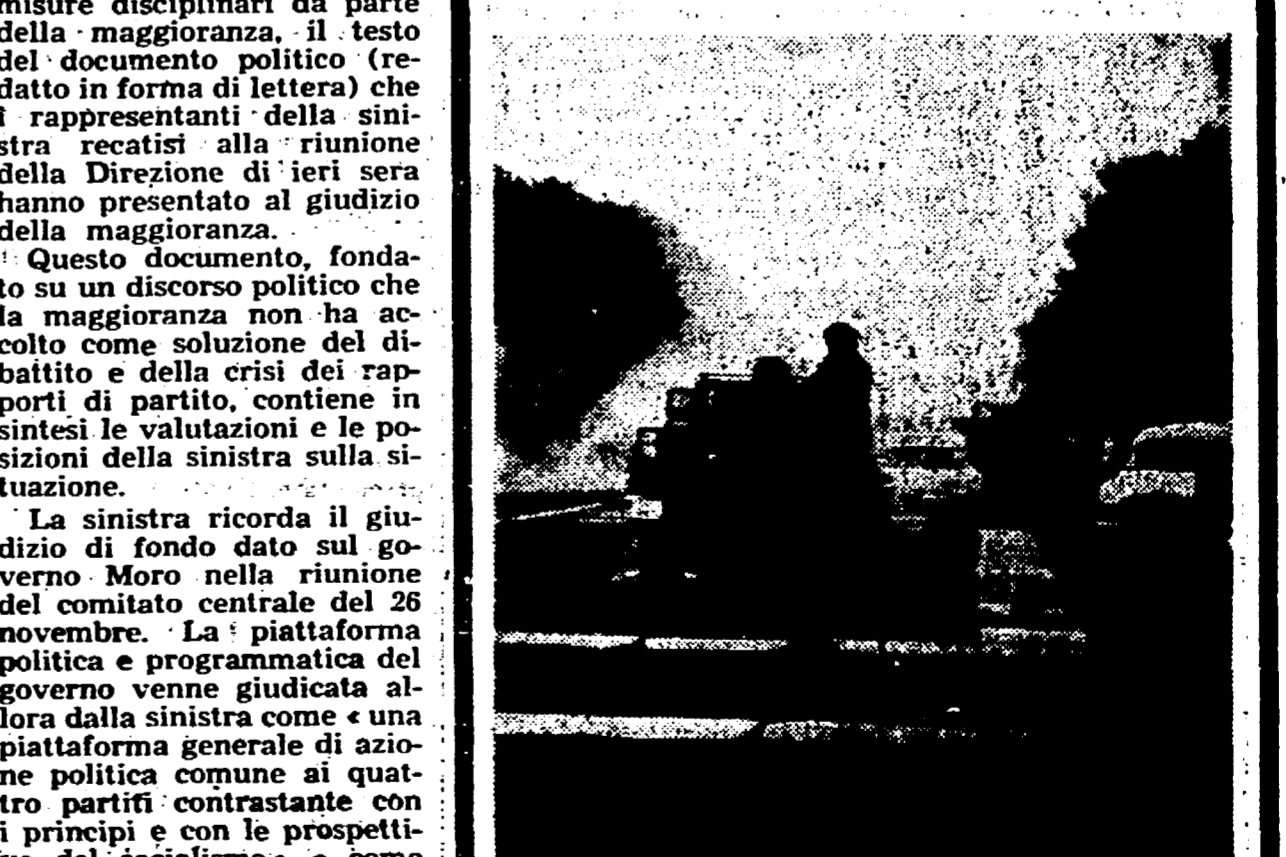 misure disciplinari da parte
della maggioranza, il testo
del documento politico (re-
datto in forma di lettera) che
i rappresentanti della sini-
stra recatisi alla riunione
della Direzione di ieri sera
hanno presentato al giudizio
della maggioranza.
Questo documento, fonda-
to su un discorso politico che
la maggioranza non ha ac-
colto come soluzione del di-
battito e della crisi dei rap-
porti di partito, contiene in
sintesi le valutazioni e le po-
sizioni della sinistra sulla si-
tuazione.
La sinistra ricorda il giu-
dizio di fondo dato sul go-
verno Moro nella riunione
del comitato centrale del 26
novembre. La piattaforma
politica e programmatica del
governo venne giudicata al-
lora dalla sinistra come « una
piattaforma generale di azio-
ne politica comune ai quat-
tro partiti contrastante con
i principi e con le prospetti-
ve del socialismo » e come